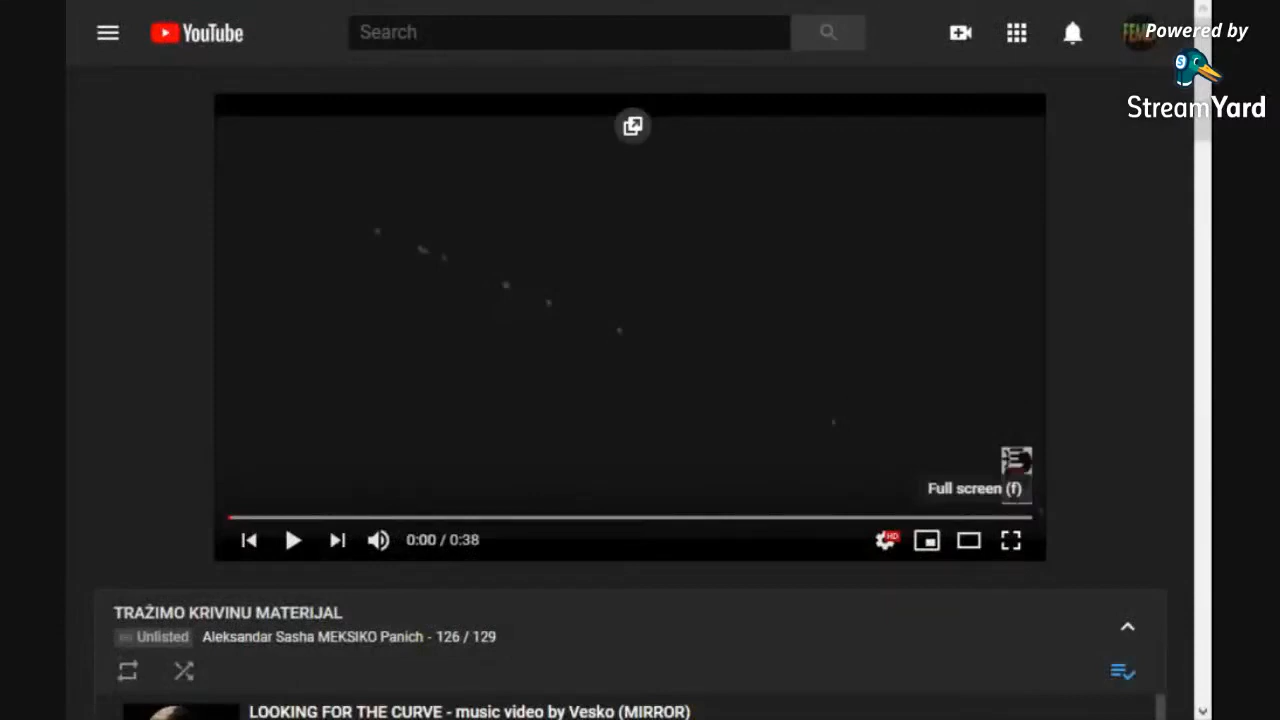 YouTube
Search
Powered by
StreamYard
Full screen (f)
0:00 / 0:38
HD
TRAŽIMO KRIVINU MATERIJAL
Unlisted Aleksandar Sasha MEKSIKO Panich - 126 / 129
LOOKING FOR THE CURVE - music video by Vesko (MIRROR)